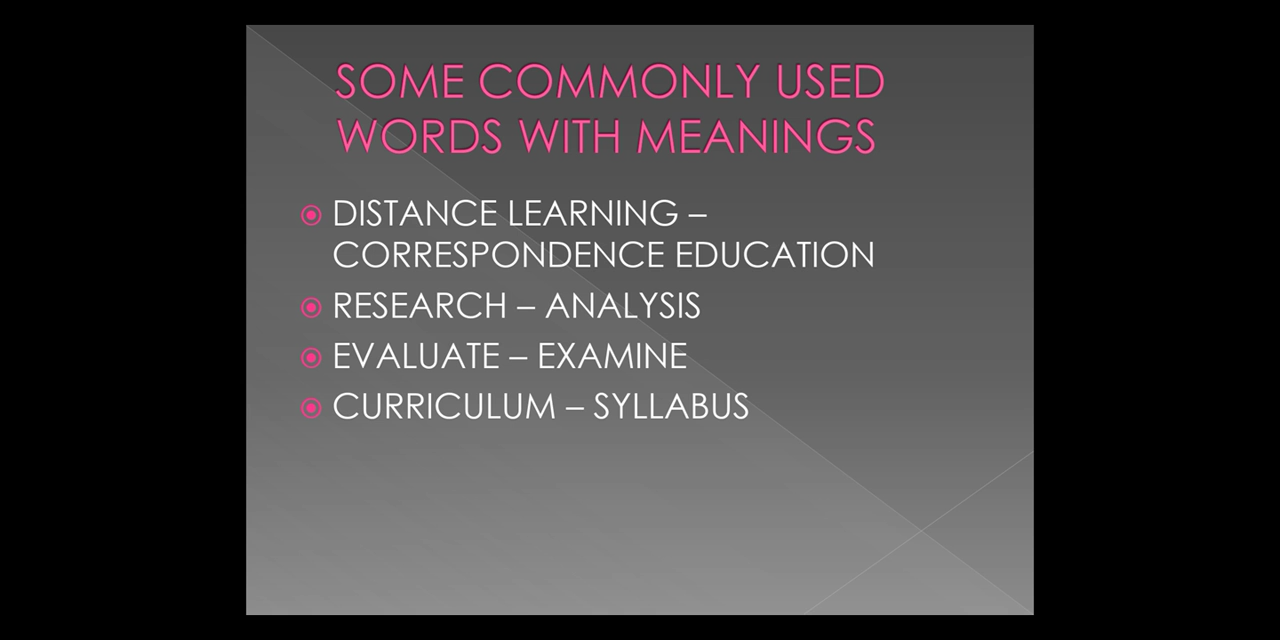 SOME COMMONLY USED
WORDS WITH MEANINGS
DISTANCE LEARNING –
CORRESPONDENCE EDUCATION
RESEARCH – ANALYSIS
EVALUATE – EXAMINE
CURRICULUM – SYLLABUS